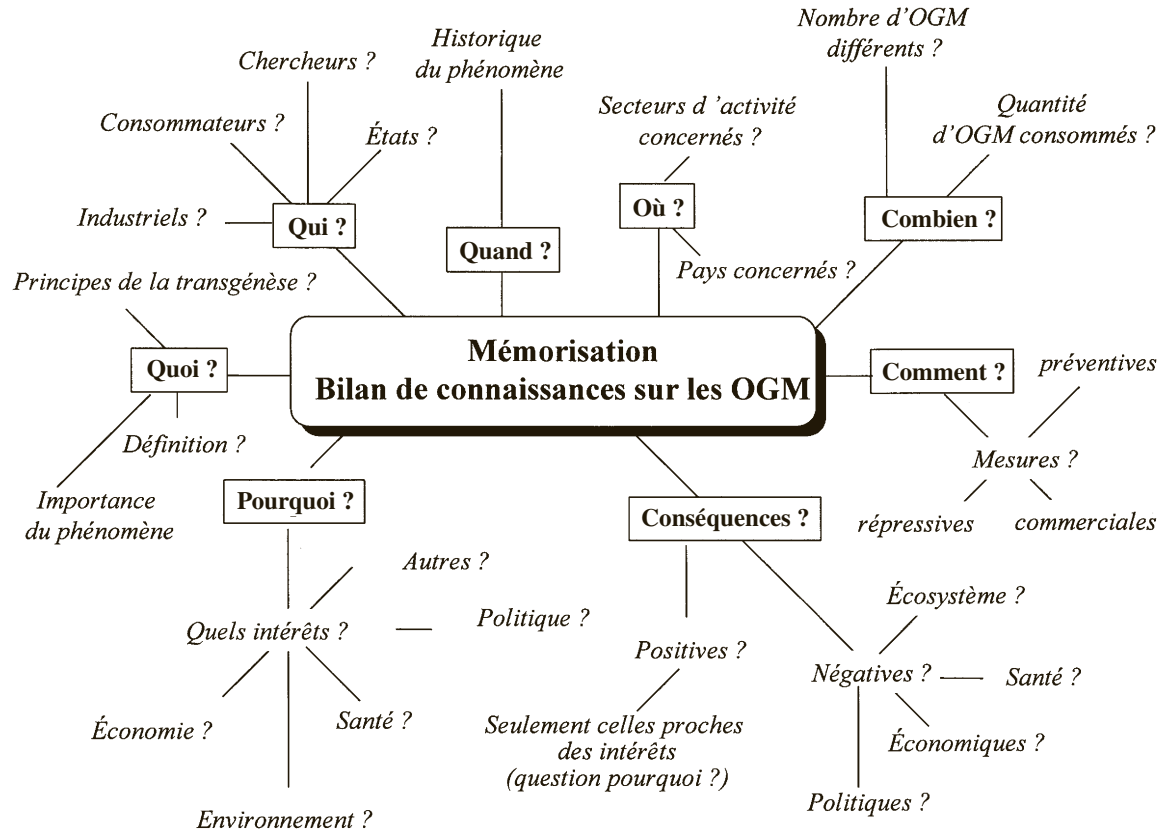 Nombre d'OGM
différents ?
Historique
du phénomène
Chercheurs ?
Secteurs d 'activité
concernés ?
Quantité
d'OGM consommés ?
Consommateurs ?
États ?
Industriels ?
Qui ?
Quand ?
Où ?
Combien ?
Pays concernés ?
Principes de la transgénèse ?
Quoi ?
Mémorisation
Bilan de connaissances sur les OGM
Comment ?
préventives
Définition ?
Mesures ?
Importance
du phénomène
Pourquoi ?
Conséquences ?
répressives
commerciales
Autres ?
Écosystème ?
Quels intérêts ?
Politique ?
Positives ?
Négatives ?
Santé ?
Économie ?
Santé ?
Seulement celles proches
des intérêts
(question pourquoi ?)
Économiques ?
Politiques ?
Environnement ?